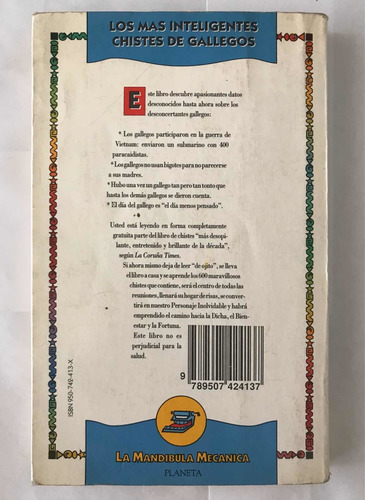 LOS MAS INTELIGENTES
CHISTES DE GALLEGOS
Este libro descubre apasionantes datos
desconocidos hasta ahora sobre los
desconcertantes gallegos:
* Los gallegos participaron en la guerra de
Vietnam: enviaron un submarino con 400
paracaidistas.
* Los gallegos no usan bigotes para no parecerse
a sus madres.
* Hubo una vez un gallego tan pero tan tonto que
hasta los demás gallegos se dieron cuenta.
* El día del gallego es "el día menos pensado".
Usted está leyendo en forma completamente
gratuita parte del libro de chistes "más desopi-
lante, entretenido y brillante de la década",
según La Coruña Times.
Si ahora mismo deja de leer "de ojito", se lleva
el libro a casa y se aprende los 600 maravillosos
chistes que contiene, será el centro de todas las
reuniones, llenará su hogar de risas, se conver-
tirá en nuestro Personaje Inolvidable y habrá
emprendido el camino hacia la Dicha, el Bien-
estar y la Fortuna.
Este libro no es
perjudicial para la
salud.
ISBN 950-742-413-X
9 789507 424137
LA MANDIBULA MECANICA
PLANETA